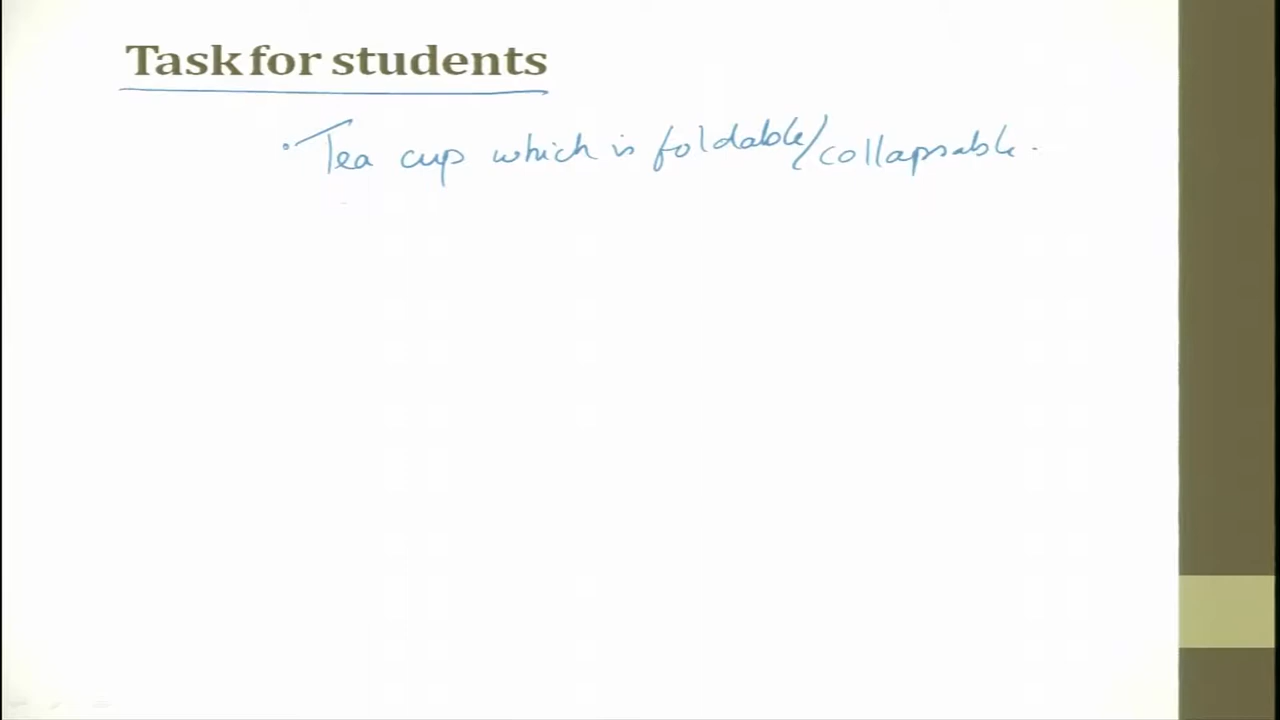 Task for students
• Tea cup which is foldable/collapsable.